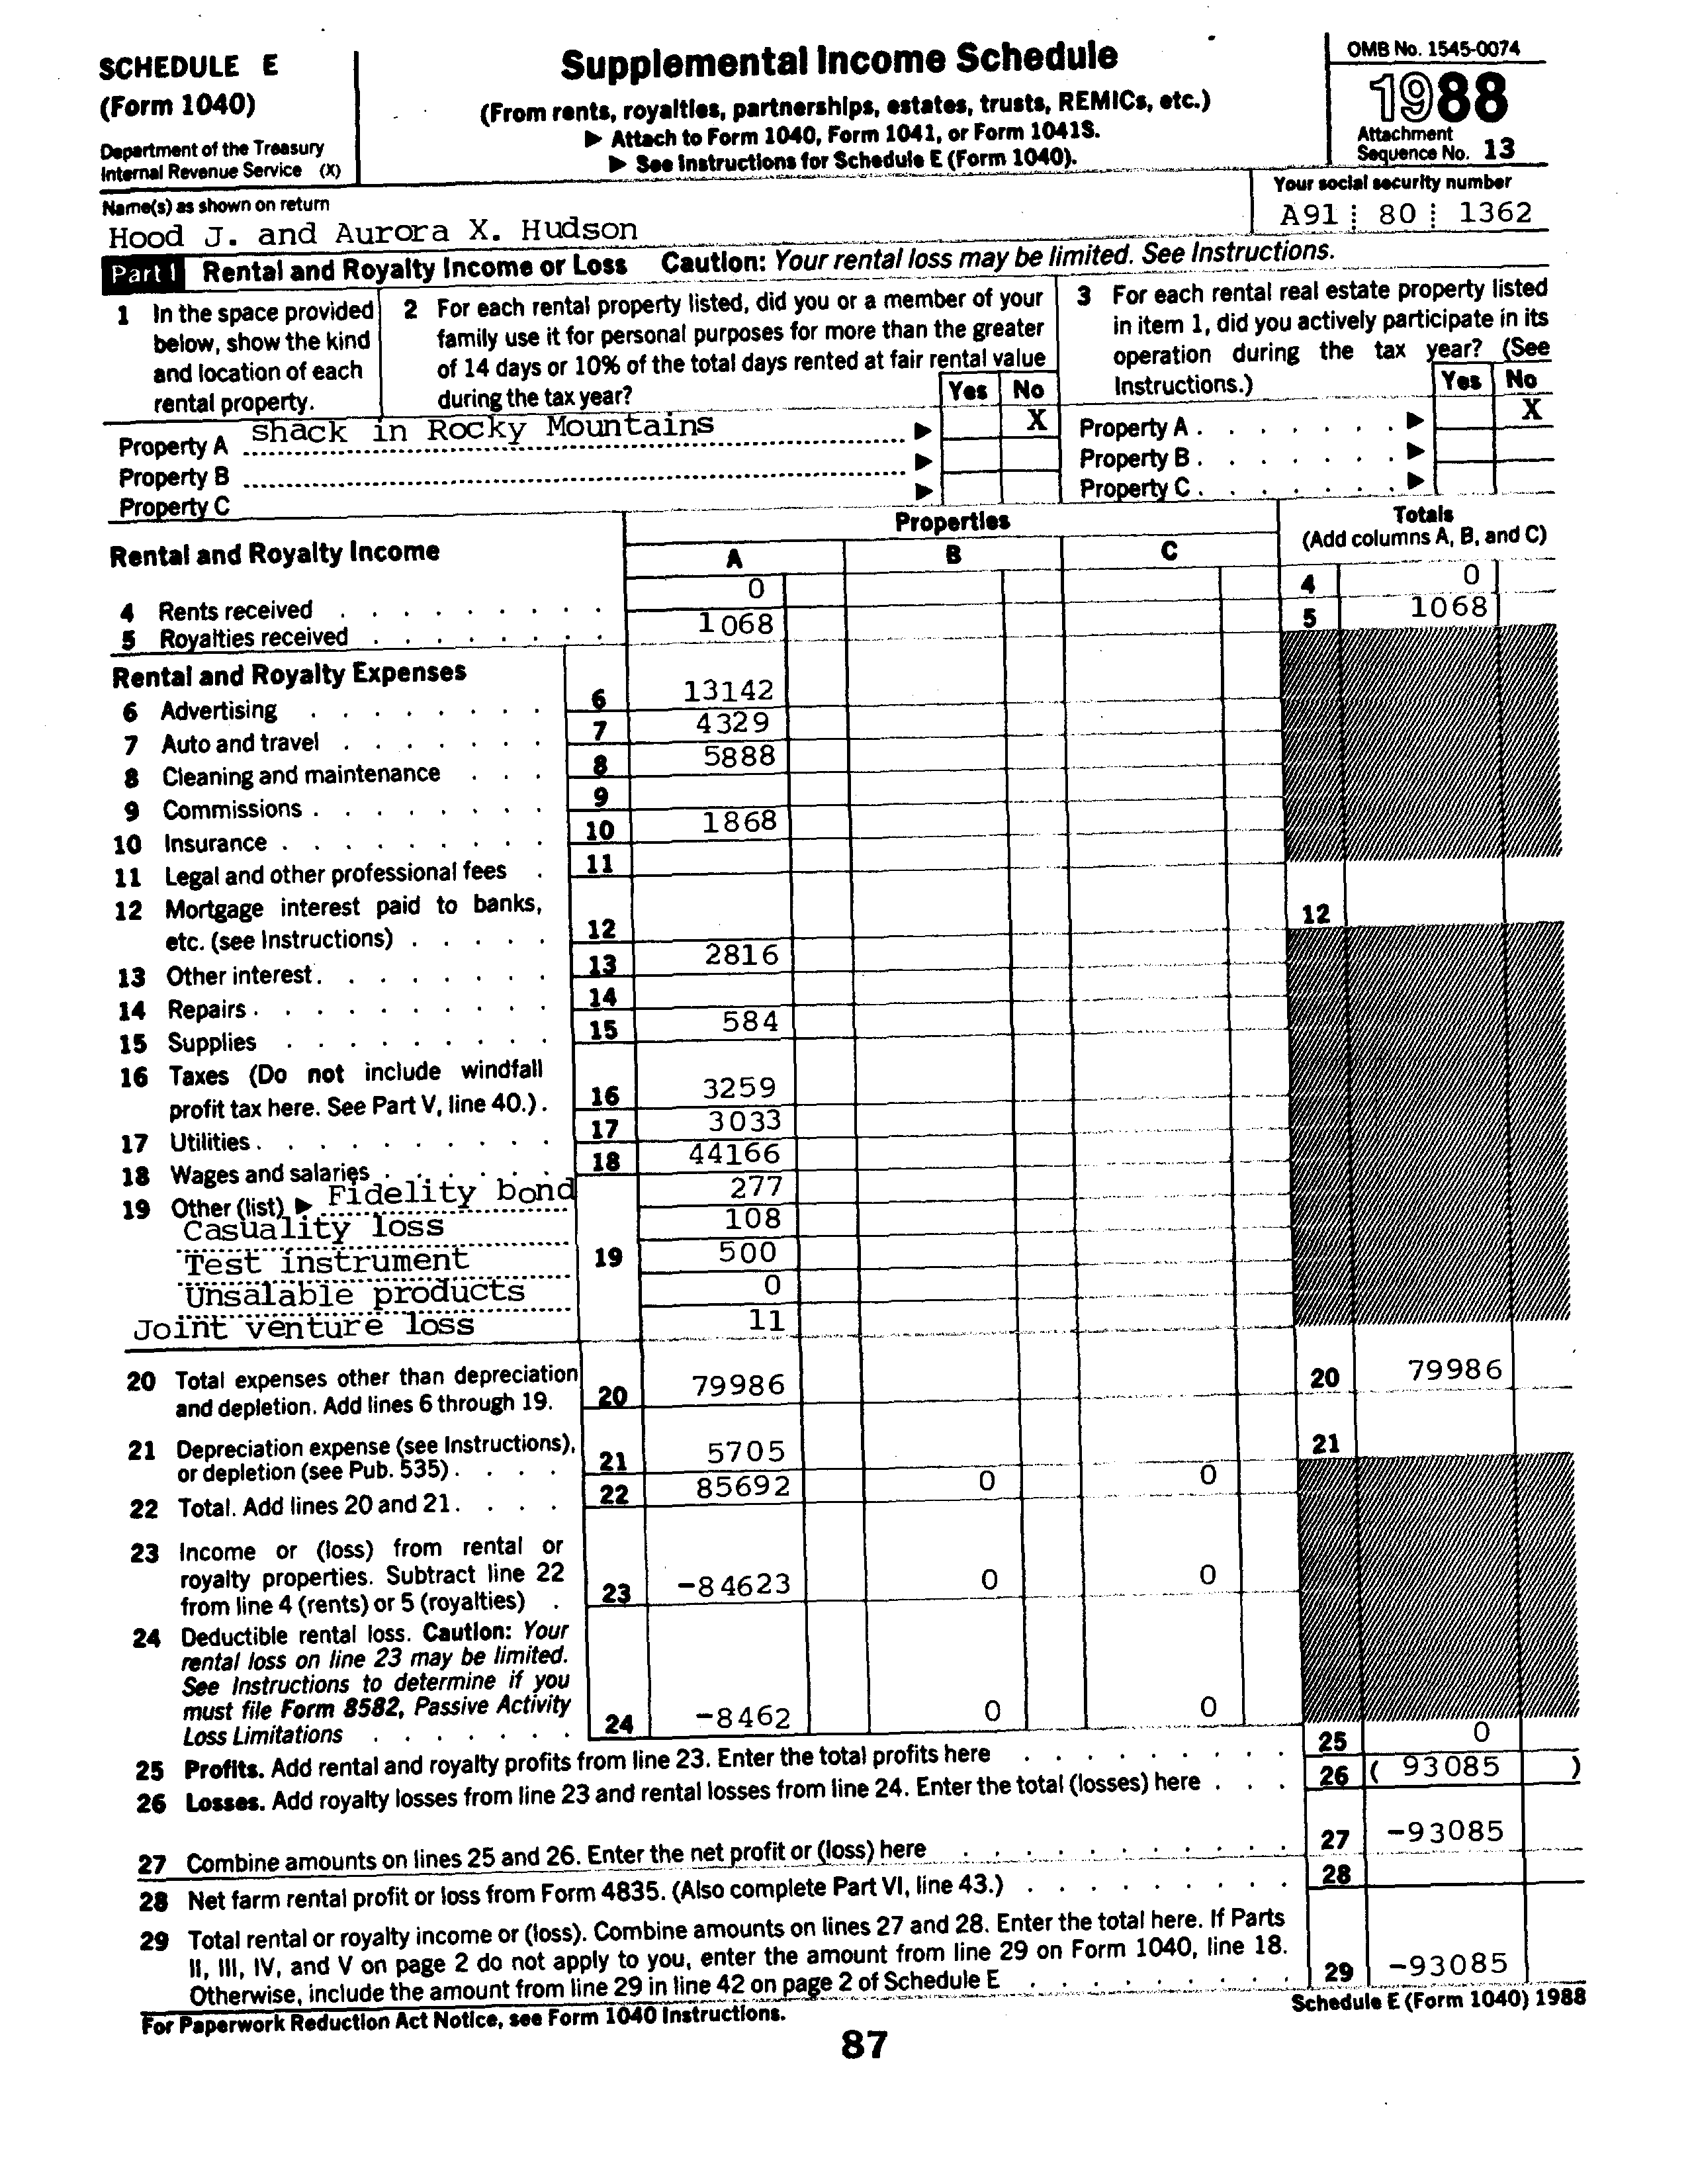 SCHEDULE E
(Form 1040)
Department of the Treasury
Internal Revenue Service (X)
Supplemental Income Schedule
(From rents, royalties, partnerships, estates, trusts, REMICs, etc.)
▶ Attach to Form 1040, Form 1041, or Form 1041S.
▶ See Instructions for Schedule E (Form 1040).
OMB No. 1545-0074
1988
Attachment
Sequence No. 13
Name(s) as shown on return
Hood J. and Aurora X. Hudson
Your social security number
A91 80 1362
Part I Rental and Royalty Income or Loss Caution: Your rental loss may be limited. See Instructions.
1 In the space provided
below, show the kind
and location of each
rental property.
2 For each rental property listed, did you or a member of your
family use it for personal purposes for more than the greater
of 14 days or 10% of the total days rented at fair rental value
during the tax year?
Yes No
3 For each rental real estate property listed
in item 1, did you actively participate in its
operation during the tax year? (See
Instructions.)
Yes No
Property A shack in Rocky Mountains ▶ X
Property B ▶
Property C ▶
Property A ▶ X
Property B ▶
Property C ▶
Rental and Royalty Income
Properties
A B C
Totals
(Add columns A, B, and C)
4 Rents received 0 4 0
5 Royalties received 1068 5 1068
Rental and Royalty Expenses
6 Advertising 6 13142
7 Auto and travel 7 4329
8 Cleaning and maintenance 8 5888
9 Commissions 9
10 Insurance 10 1868
11 Legal and other professional fees 11
12 Mortgage interest paid to banks,
etc. (see Instructions) 12 12
13 Other interest 13 2816
14 Repairs 14
15 Supplies 15 584
16 Taxes (Do not include windfall
profit tax here. See Part V, line 40.) 16 3259
17 Utilities 17 3033
18 Wages and salaries 18 44166
19 Other (list) ▶ Fidelity bond 277
Casuality loss 108
Test instrument 19 500
Unsalable products 0
Joint venture loss 11
20 Total expenses other than depreciation
and depletion. Add lines 6 through 19. 20 79986 20 79986
21 Depreciation expense (see Instructions),
or depletion (see Pub. 535) 21 5705 21
22 Total. Add lines 20 and 21 22 85692 0 0
23 Income or (loss) from rental or
royalty properties. Subtract line 22
from line 4 (rents) or 5 (royalties) 23 -84623 0 0
24 Deductible rental loss. Caution: Your
rental loss on line 23 may be limited.
See Instructions to determine if you
must file Form 8582, Passive Activity
Loss Limitations 24 -8462 0 0
25 Profits. Add rental and royalty profits from line 23. Enter the total profits here 25 0
26 Losses. Add royalty losses from line 23 and rental losses from line 24. Enter the total (losses) here 26 ( 93085 )
27 Combine amounts on lines 25 and 26. Enter the net profit or (loss) here 27 -93085
28 Net farm rental profit or loss from Form 4835. (Also complete Part VI, line 43.) 28
29 Total rental or royalty income or (loss). Combine amounts on lines 27 and 28. Enter the total here. If Parts
II, III, IV, and V on page 2 do not apply to you, enter the amount from line 29 on Form 1040, line 18.
Otherwise, include the amount from line 29 in line 42 on page 2 of Schedule E 29 -93085
For Paperwork Reduction Act Notice, see Form 1040 Instructions.
Schedule E (Form 1040) 1988
87